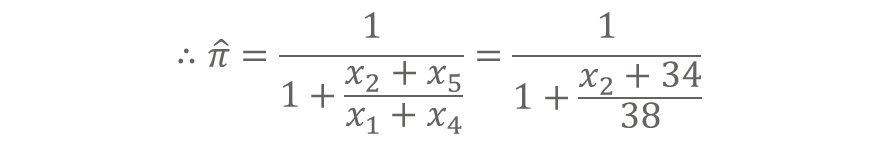 ∴ π̂ = 1 / (1 + (x₂ + x₅) / (x₁ + x₄)) = 1 / (1 + (x₂ + 34) / 38)